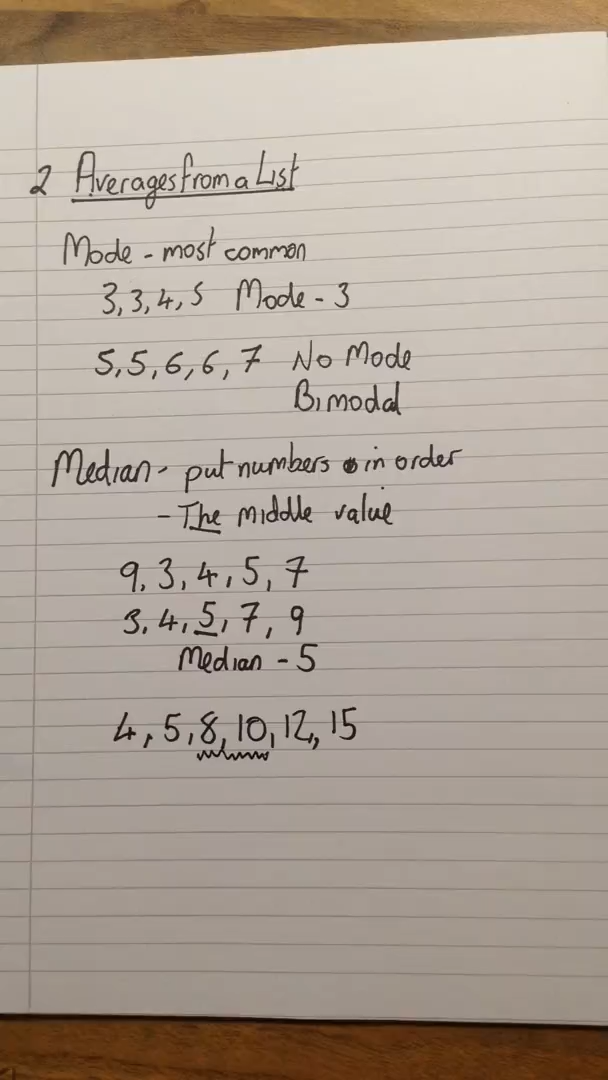 2 Averages from a List
Mode - most common
3, 3, 4, 5 Mode - 3
5, 5, 6, 6, 7 No Mode
Bimodal
Median - put numbers in order
- The middle value
9, 3, 4, 5, 7
3, 4, 5, 7, 9
Median - 5
4, 5, 8, 10, 12, 15